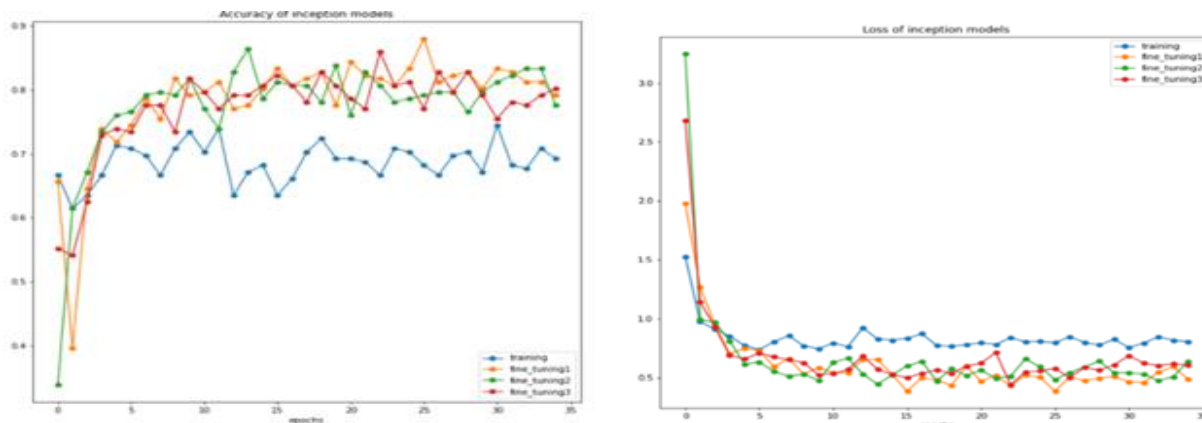 Accuracy of inception models
0.9
0.8
0.7
0.6
0.5
0.4
training
fine_tuning1
fine_tuning2
fine_tuning3
0 5 10 15 20 25 30 35
epochs
Loss of inception models
training
fine_tuning1
fine_tuning2
fine_tuning3
3.0
2.5
2.0
1.5
1.0
0.5
0 5 10 15 20 25 30